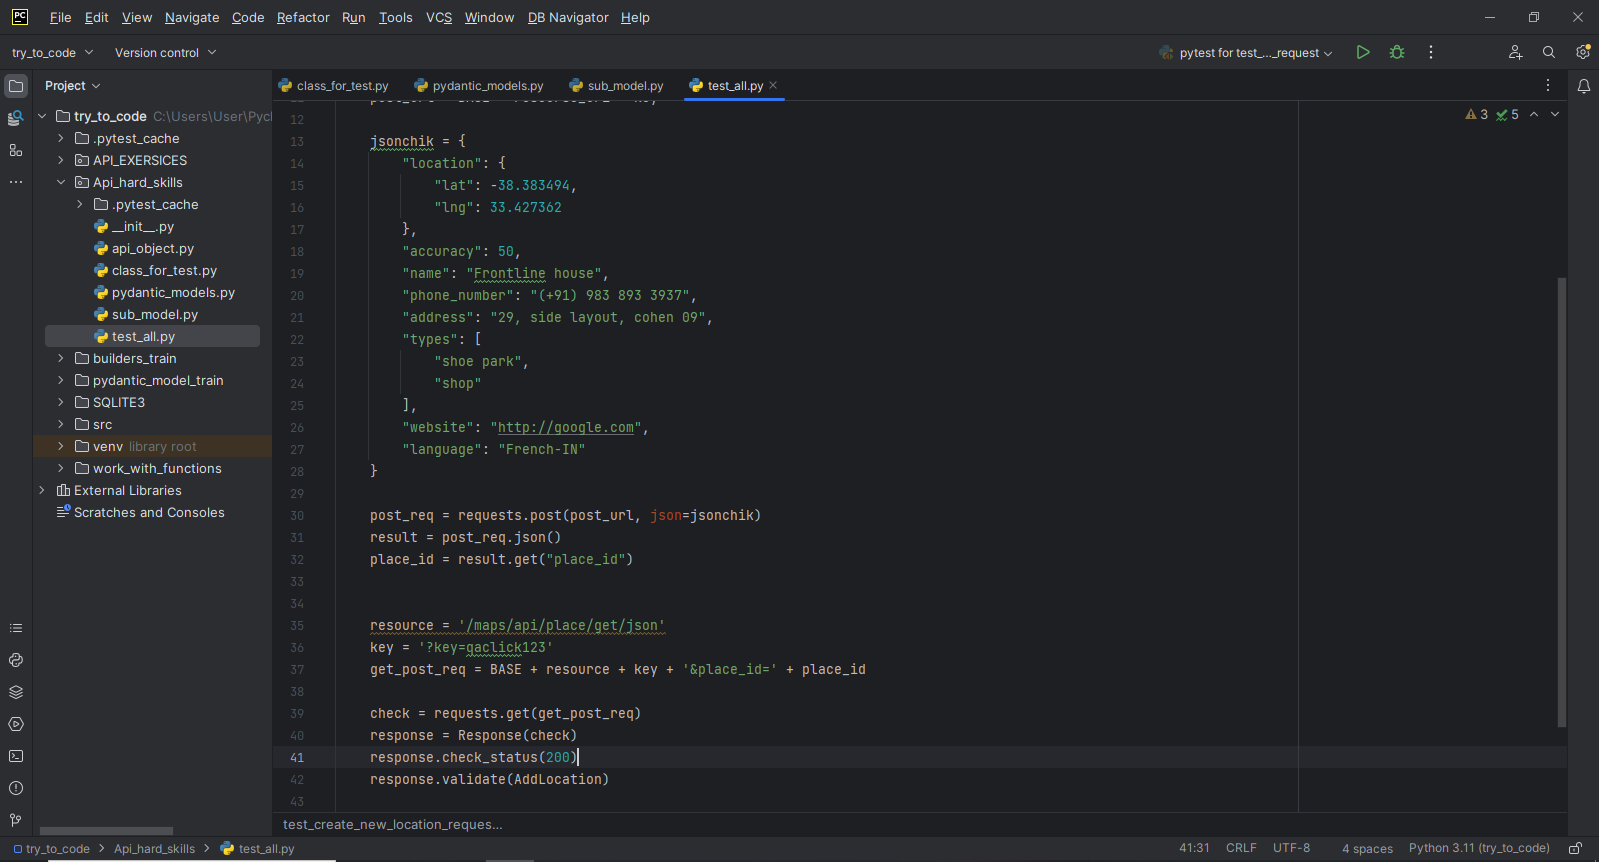 PC File Edit View Navigate Code Refactor Run Tools VCS Window DB Navigator Help
try_to_code Version control pytest for test_..._request
Project class_for_test.py pydantic_models.py sub_model.py test_all.py
try_to_code C:\Users\User\Pycl
.pytest_cache
API_EXERSICES
Api_hard_skills
.pytest_cache
__init__.py
api_object.py
class_for_test.py
pydantic_models.py
sub_model.py
test_all.py
builders_train
pydantic_model_train
SQLITE3
src
venv library root
work_with_functions
External Libraries
Scratches and Consoles
3 5
12
13 jsonchik = {
14 "location": {
15 "lat": -38.383494,
16 "lng": 33.427362
17 },
18 "accuracy": 50,
19 "name": "Frontline house",
20 "phone_number": "(+91) 983 893 3937",
21 "address": "29, side layout, cohen 09",
22 "types": [
23 "shoe park",
24 "shop"
25 ],
26 "website": "http://google.com",
27 "language": "French-IN"
28 }
29
30 post_req = requests.post(post_url, json=jsonchik)
31 result = post_req.json()
32 place_id = result.get("place_id")
33
34
35 resource = '/maps/api/place/get/json'
36 key = '?key=qaclick123'
37 get_post_req = BASE + resource + key + '&place_id=' + place_id
38
39 check = requests.get(get_post_req)
40 response = Response(check)
41 response.check_status(200)
42 response.validate(AddLocation)
43
test_create_new_location_reques...
try_to_code Api_hard_skills test_all.py 41:31 CRLF UTF-8 4 spaces Python 3.11 (try_to_code)